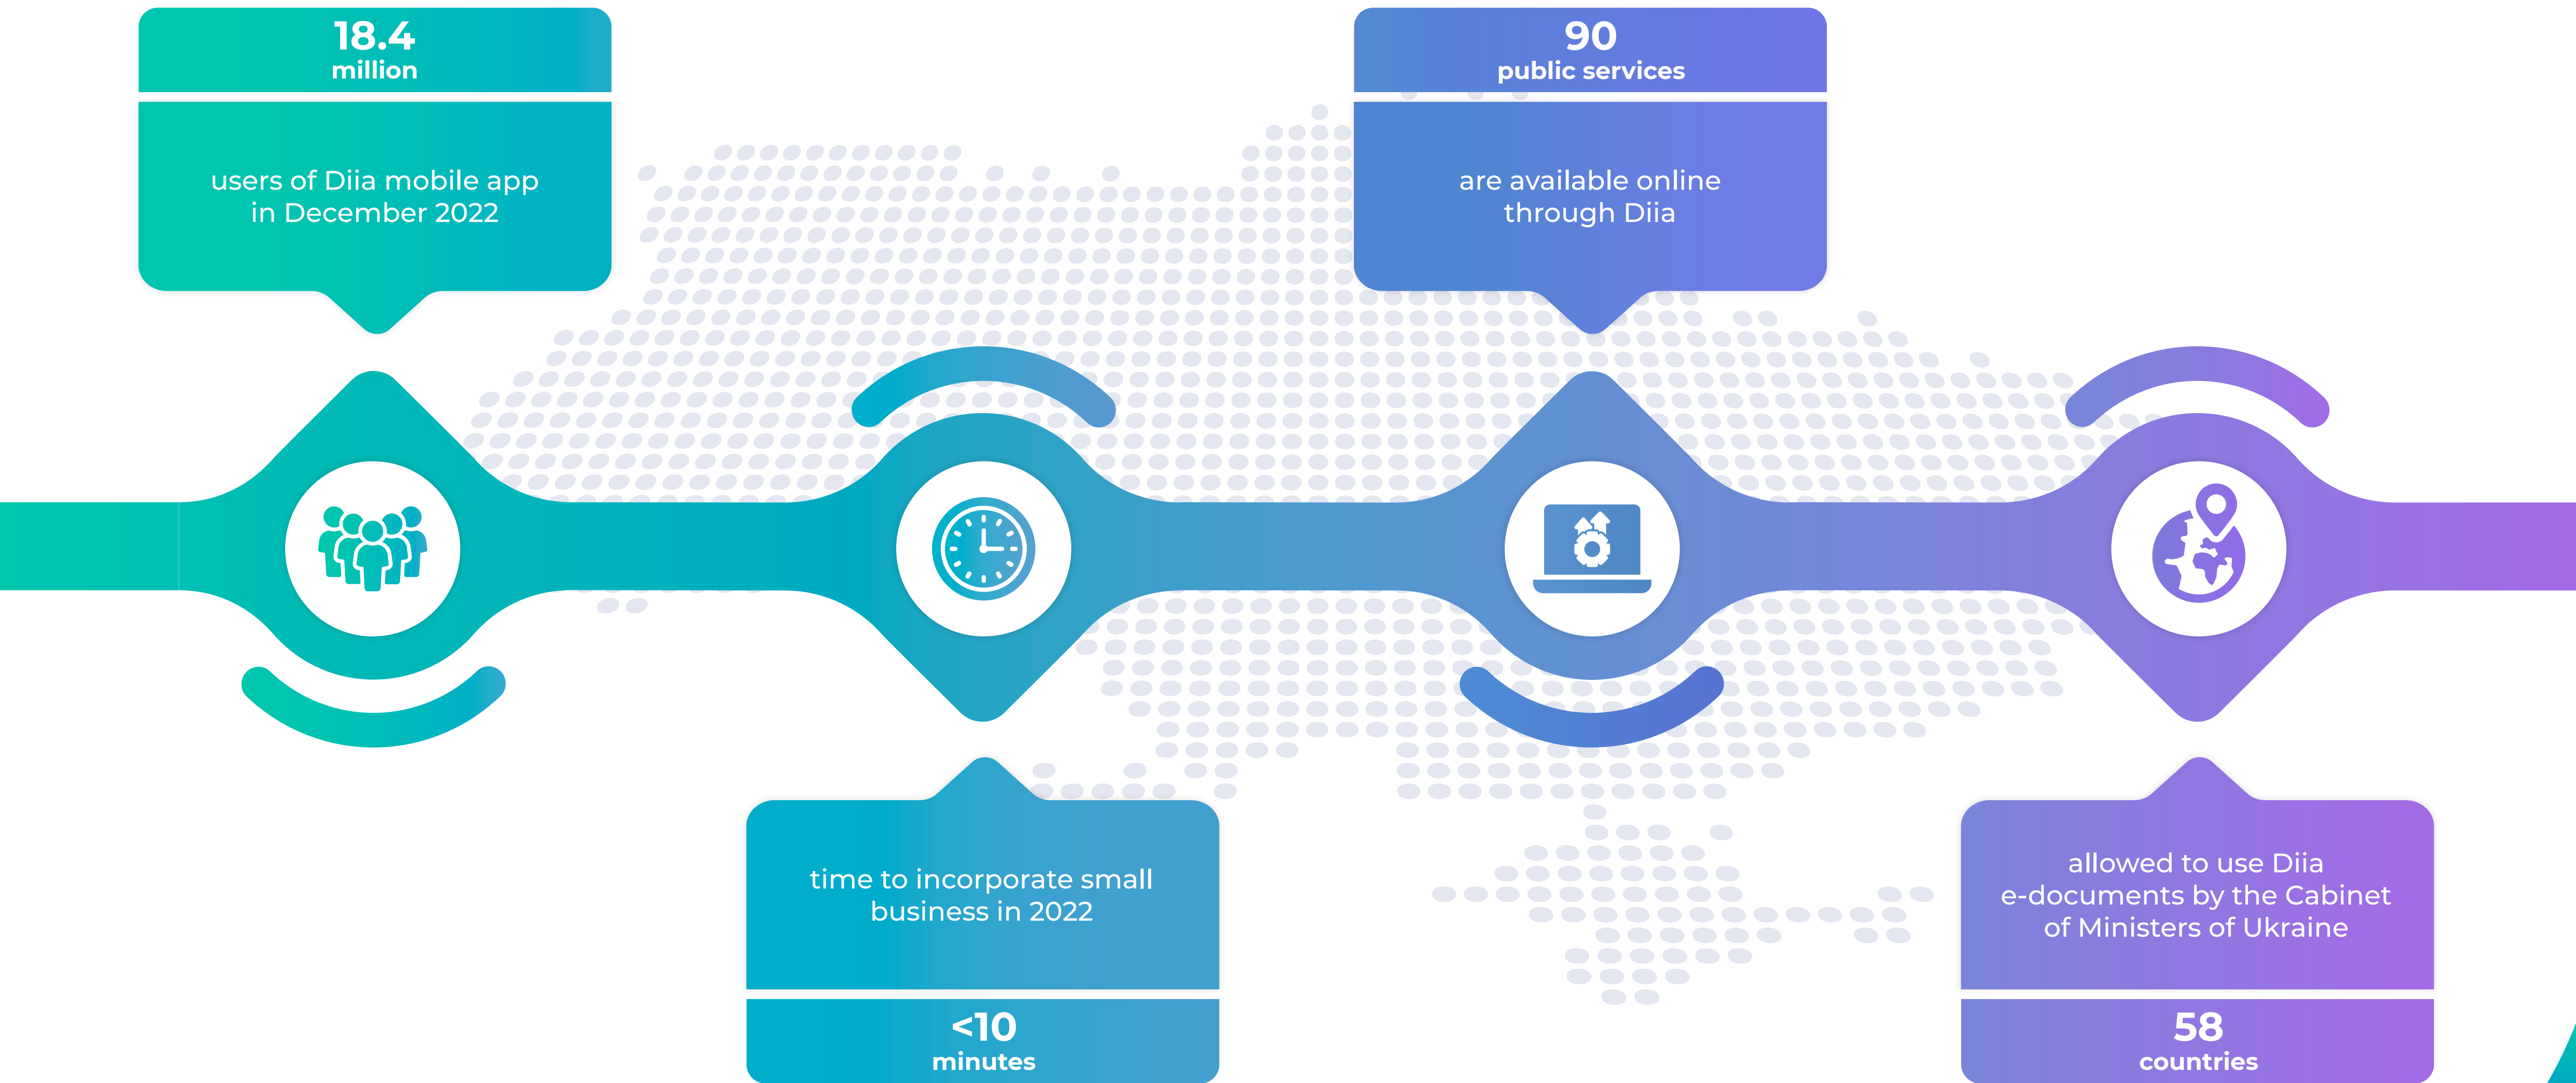 18.4
million
users of Diia mobile app
in December 2022
time to incorporate small
business in 2022
<10
minutes
90
public services
are available online
through Diia
allowed to use Diia
e-documents by the Cabinet
of Ministers of Ukraine
58
countries